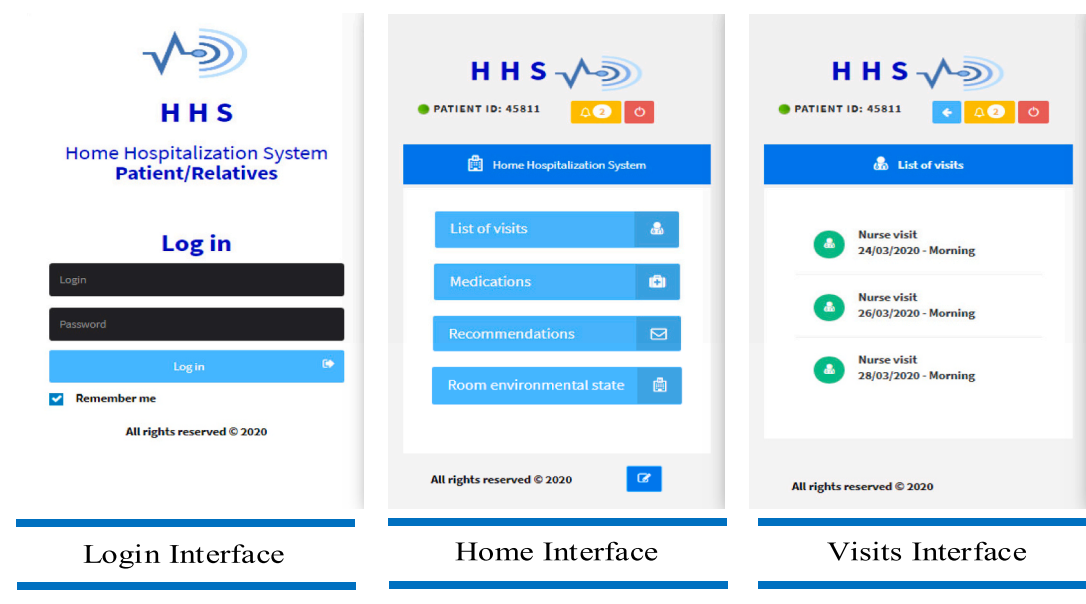 H H S
Home Hospitalization System
Patient/Relatives
Log in
Login
Password
Log in
Remember me
All rights reserved © 2020
Login Interface
H H S
PATIENT ID: 45811
2
Home Hospitalization System
List of visits
Medications
Recommendations
Room environmental state
All rights reserved © 2020
Home Interface
H H S
PATIENT ID: 45811
2
List of visits
Nurse visit
24/03/2020 - Morning
Nurse visit
26/03/2020 - Morning
Nurse visit
28/03/2020 - Morning
All rights reserved © 2020
Visits Interface